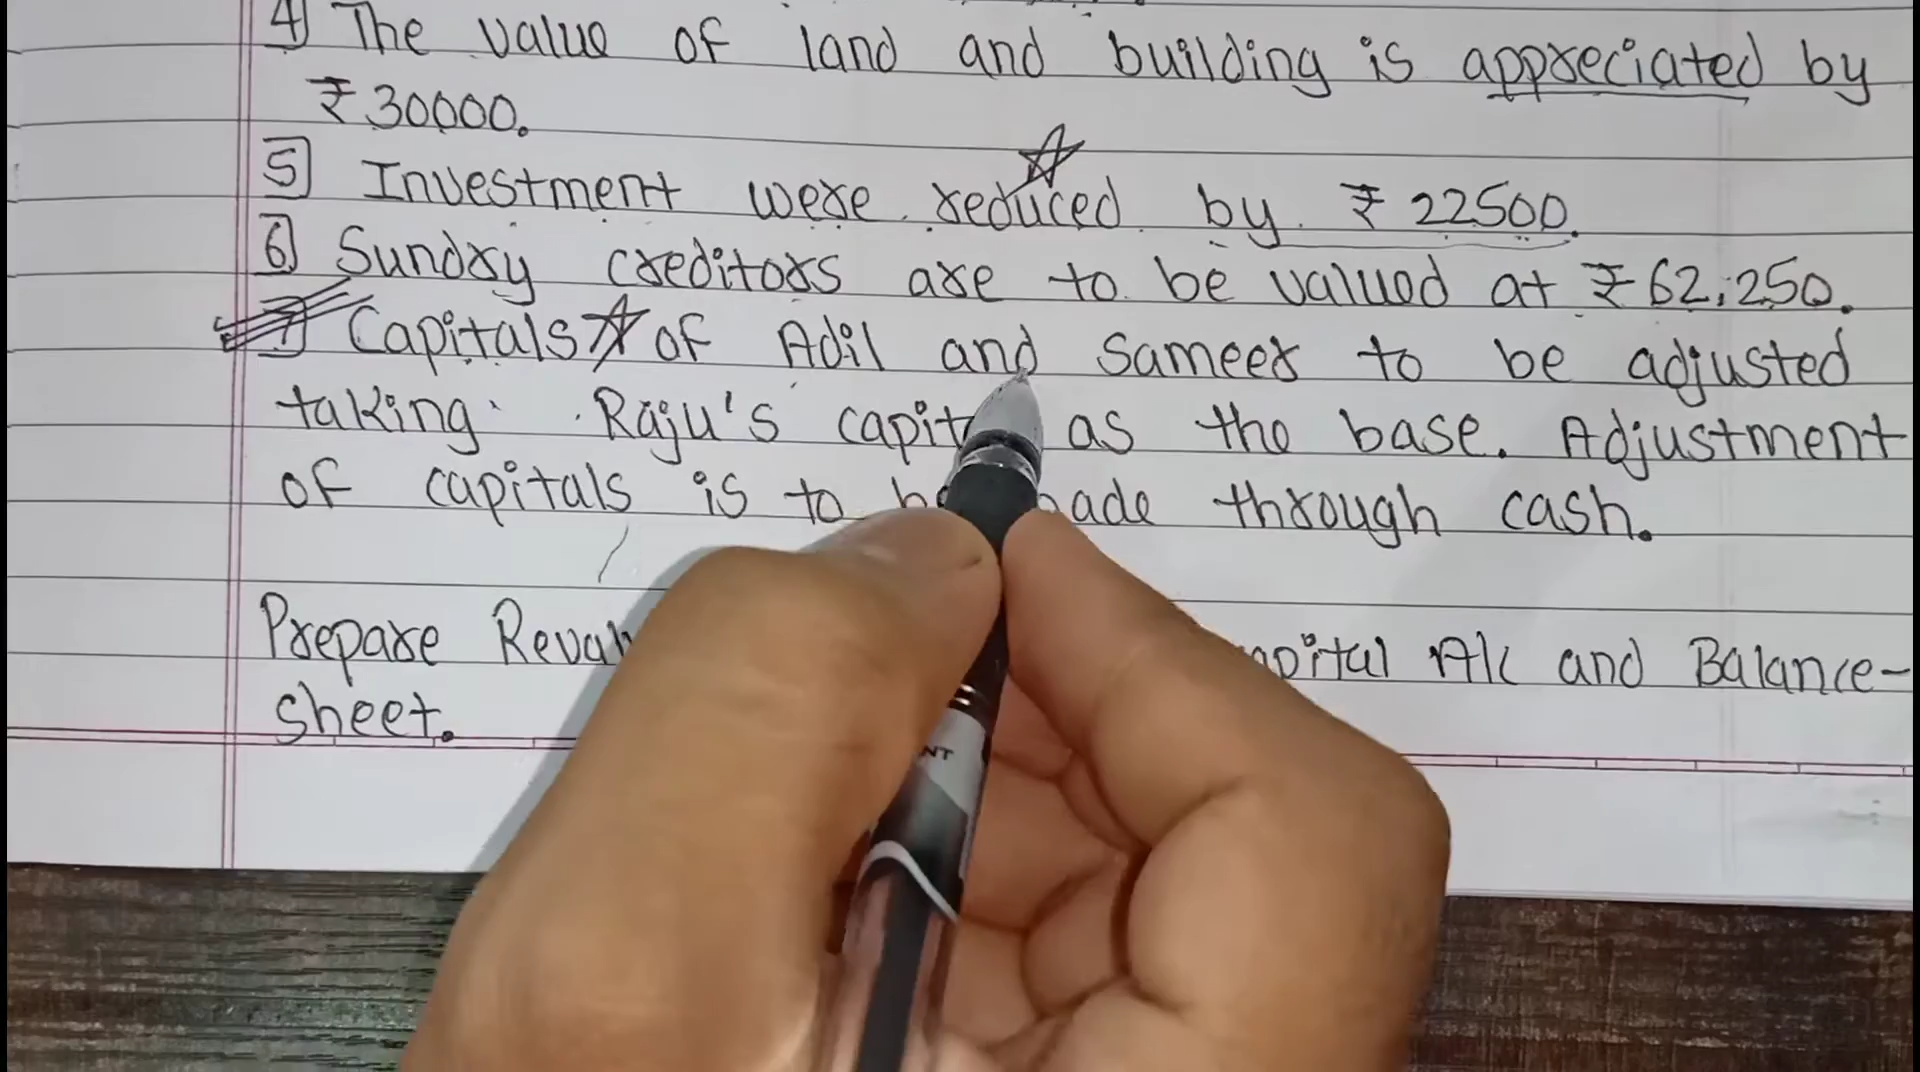 4) The value of land and building is appreciated by
₹ 30000.
5) Investment were reduced by ₹ 22500.
6) Sundry creditors are to be valued at ₹ 62,250.
7) Capitals of Adil and Sameer to be adjusted
taking Raju's as the base. Adjustment
of capitals is to through cash.
Prepare A/c and Balance-
sheet.
NT